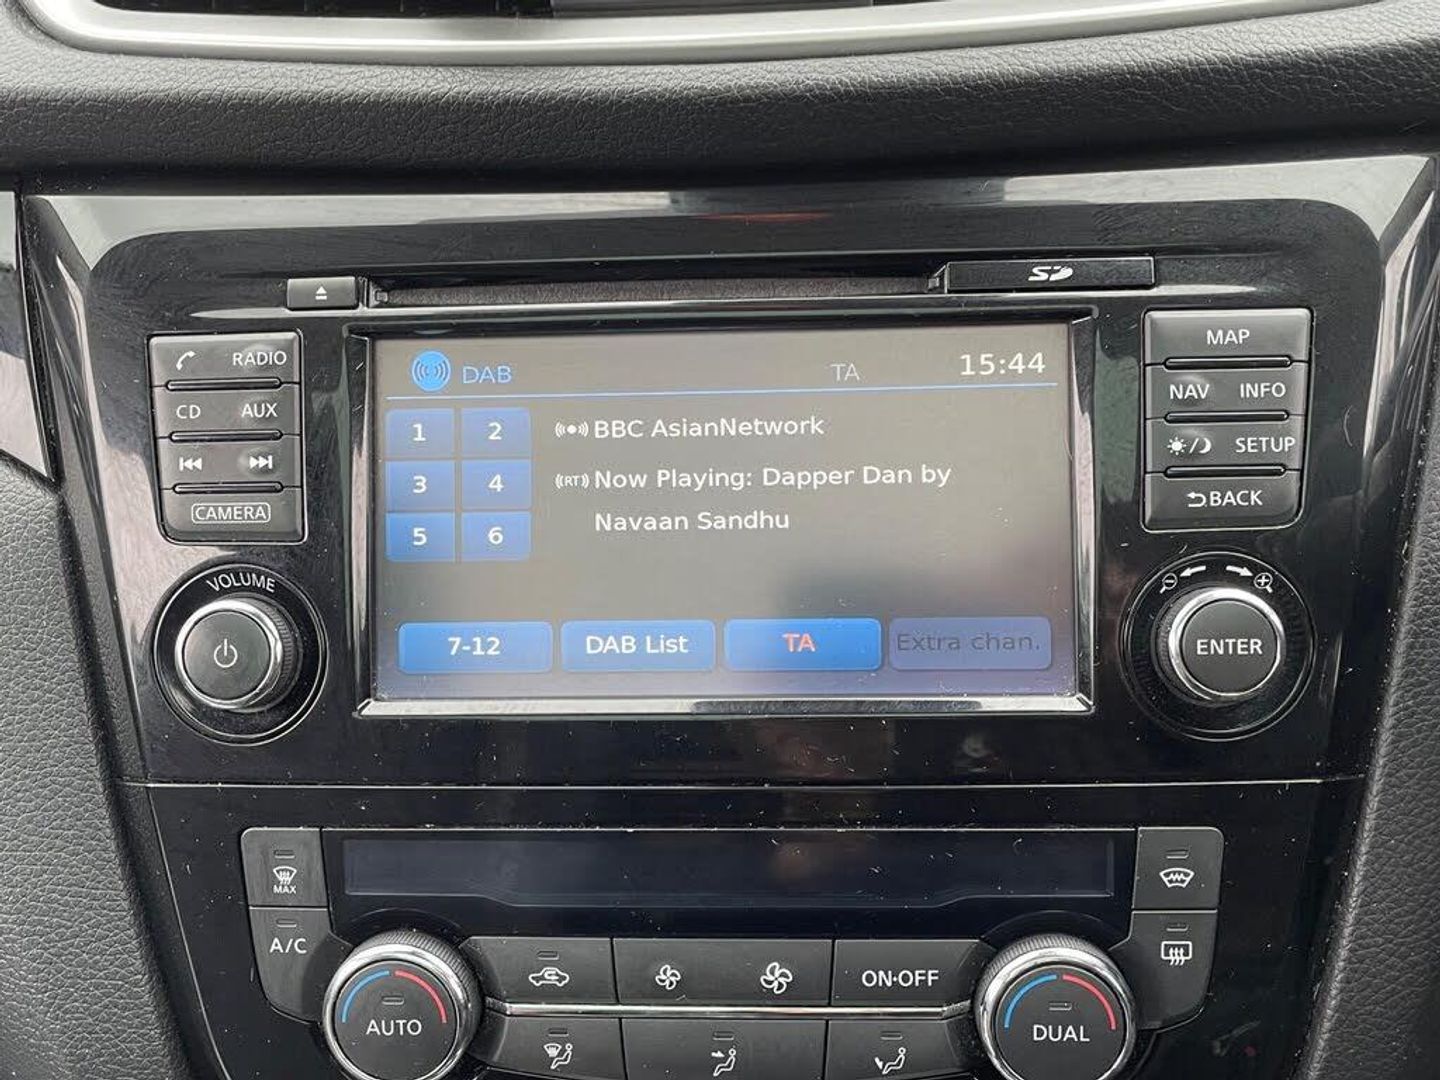 SD
RADIO
CD AUX
CAMERA
VOLUME
DAB TA 15:44
1 2
3 4
5 6
BBC AsianNetwork
(RT) Now Playing: Dapper Dan by
Navaan Sandhu
7-12 DAB List TA Extra chan.
MAP
NAV INFO
SETUP
BACK
ENTER
MAX
A/C
AUTO
ON·OFF
DUAL